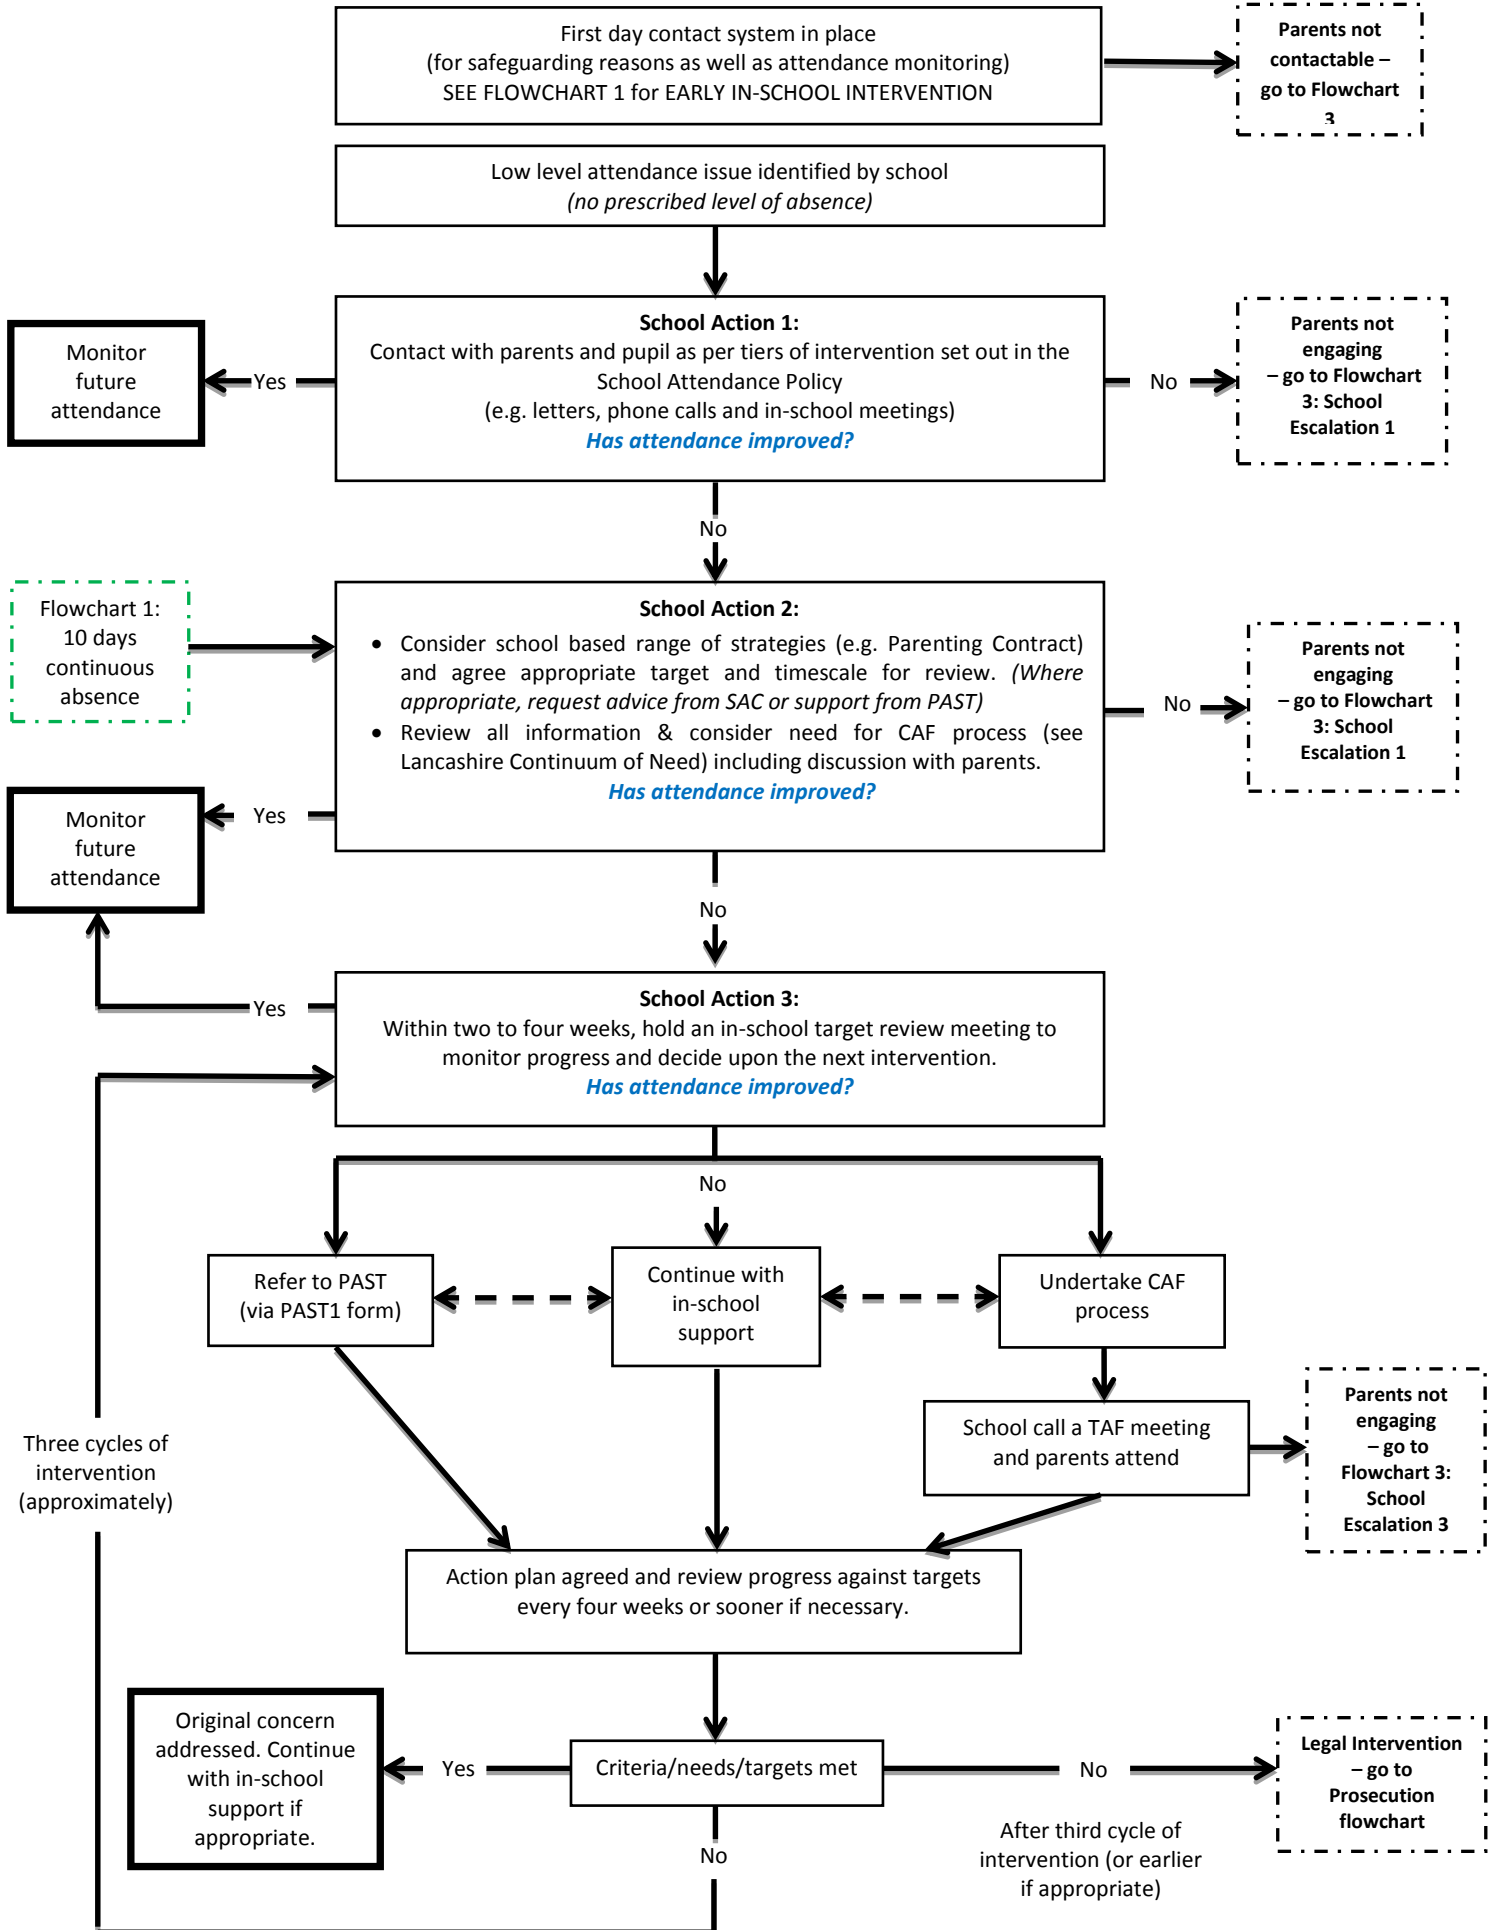 First day contact system in place
(for safeguarding reasons as well as attendance monitoring)
SEE FLOWCHART 1 for EARLY IN-SCHOOL INTERVENTION
Parents not
contactable –
go to Flowchart
3
Low level attendance issue identified by school
(no prescribed level of absence)
School Action 1:
Contact with parents and pupil as per tiers of intervention set out in the
School Attendance Policy
(e.g. letters, phone calls and in-school meetings)
Has attendance improved?
Yes
Monitor
future
attendance
No
Parents not
engaging
– go to Flowchart
3: School
Escalation 1
No
Flowchart 1:
10 days
continuous
absence
School Action 2:
• Consider school based range of strategies (e.g. Parenting Contract)
and agree appropriate target and timescale for review. (Where
appropriate, request advice from SAC or support from PAST)
• Review all information & consider need for CAF process (see
Lancashire Continuum of Need) including discussion with parents.
Has attendance improved?
No
Parents not
engaging
– go to Flowchart
3: School
Escalation 1
Yes
Monitor
future
attendance
No
School Action 3:
Within two to four weeks, hold an in-school target review meeting to
monitor progress and decide upon the next intervention.
Has attendance improved?
Yes
No
Refer to PAST
(via PAST1 form)
Continue with
in-school
support
Undertake CAF
process
School call a TAF meeting
and parents attend
Parents not
engaging
– go to
Flowchart 3:
School
Escalation 3
Three cycles of
intervention
(approximately)
Action plan agreed and review progress against targets
every four weeks or sooner if necessary.
Original concern
addressed. Continue
with in-school
support if
appropriate.
Yes
Criteria/needs/targets met
No
Legal Intervention
– go to
Prosecution
flowchart
No
After third cycle of
intervention (or earlier
if appropriate)